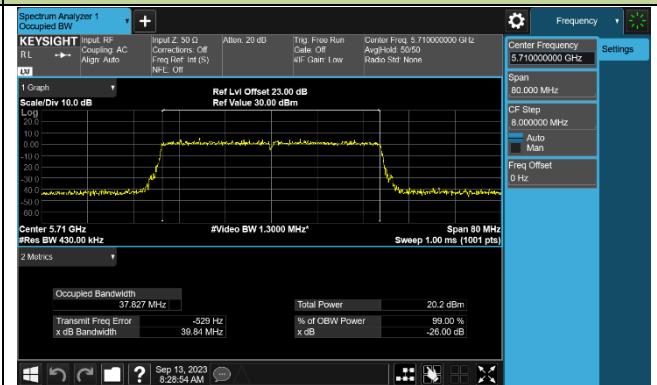 Spectrum Analyzer 1
Occupied BW
+
Frequency
KEYSIGHT
Input: RF
Coupling: AC
Align: Auto
Input Z: 50 Ω
Corrections: Off
Freq Ref: Int (S)
NFE: Off
Atten: 20 dB
Trig: Free Run
Gate: Off
#IF Gain: Low
Center Freq: 5.710000000 GHz
Avg|Hold: 50/50
Radio Std: None
R L
LXI
Center Frequency
5.710000000 GHz
Settings
Span
80.000 MHz
CF Step
8.000000 MHz
Auto
Man
Freq Offset
0 Hz
1 Graph
Scale/Div 10.0 dB
Ref Lvl Offset 23.00 dB
Ref Value 30.00 dBm
Log
20.0
10.0
0.00
-10.0
-20.0
-30.0
-40.0
-50.0
-60.0
Center 5.71 GHz
#Res BW 430.00 kHz
#Video BW 1.3000 MHz*
Span 80 MHz
Sweep 1.00 ms (1001 pts)
2 Metrics
Occupied Bandwidth
37.827 MHz
Total Power 20.2 dBm
Transmit Freq Error -529 Hz
% of OBW Power 99.00 %
x dB Bandwidth 39.84 MHz
x dB -26.00 dB
?
Sep 13, 2023
8:28:54 AM